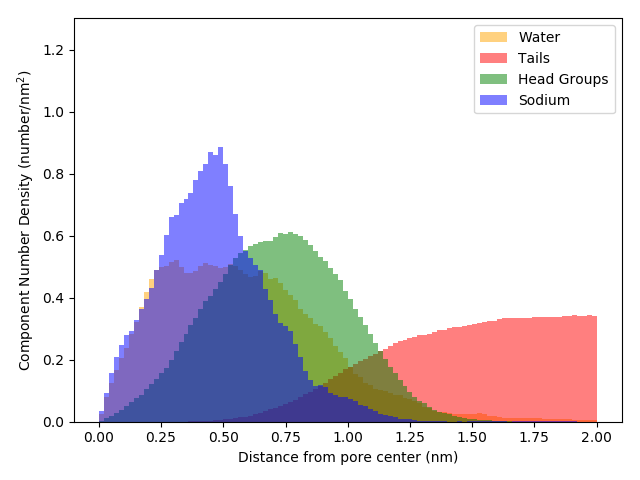 Water
Tails
Head Groups
Sodium
1.2
1.0
0.8
0.6
0.4
0.2
0.0
Component Number Density (number/nm²)
0.00 0.25 0.50 0.75 1.00 1.25 1.50 1.75 2.00
Distance from pore center (nm)